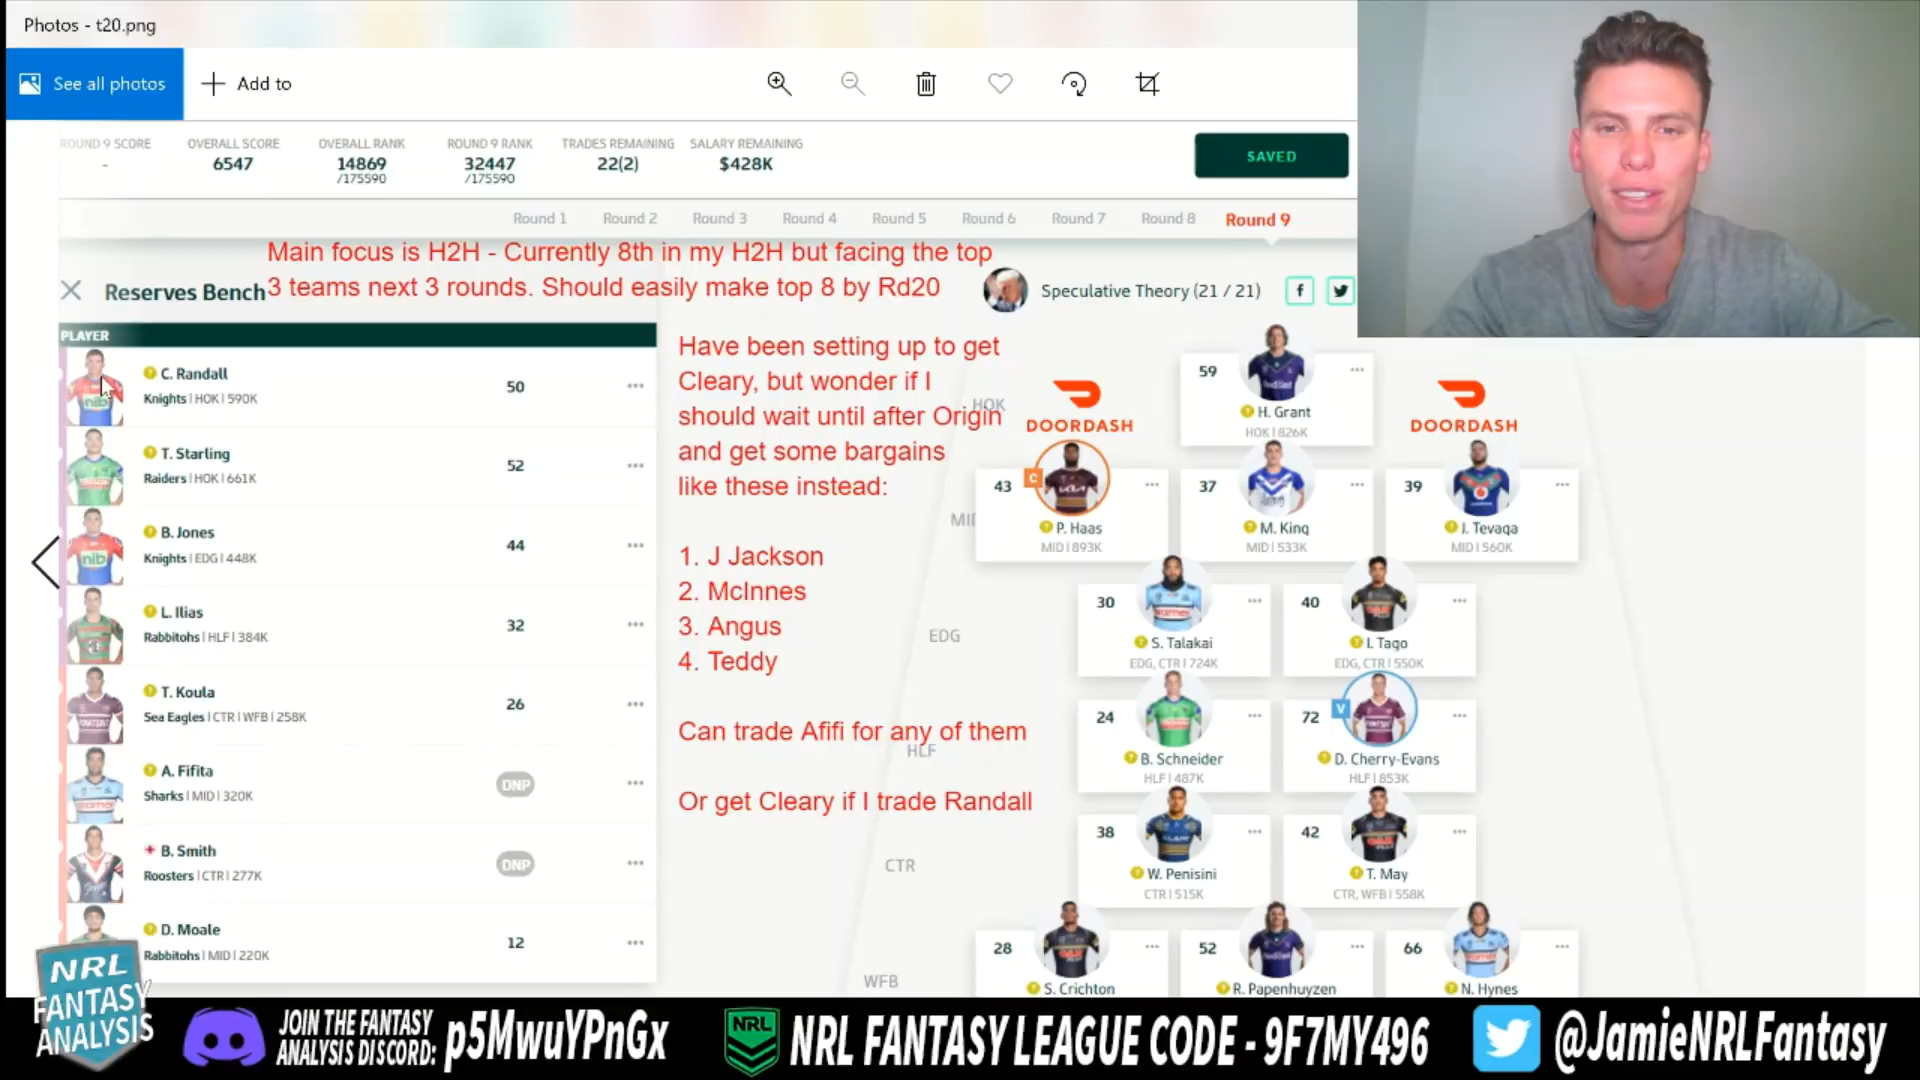 Photos - t20.png
See all photos
Add to
ROUND 9 SCORE
-
OVERALL SCORE
6547
OVERALL RANK
14869
/175590
ROUND 9 RANK
32447
/175590
TRADES REMAINING
22(2)
SALARY REMAINING
$428K
SAVED
Round 1 Round 2 Round 3 Round 4 Round 5 Round 6 Round 7 Round 8 Round 9
Main focus is H2H - Currently 8th in my H2H but facing the top
3 teams next 3 rounds. Should easily make top 8 by Rd20
Reserves Bench
Speculative Theory (21 / 21)
PLAYER
C. Randall
Knights | HOK | 590K
50
T. Starling
Raiders | HOK | 661K
52
B. Jones
Knights | EDG | 448K
44
L. Ilias
Rabbitohs | HLF | 384K
32
T. Koula
Sea Eagles | CTR | WFB | 258K
26
A. Fifita
Sharks | MID | 320K
DNP
B. Smith
Roosters | CTR | 277K
DNP
D. Moale
Rabbitohs | MID | 220K
12
Have been setting up to get
Cleary, but wonder if I
should wait until after Origin
and get some bargains
like these instead:
1. J Jackson
2. McInnes
3. Angus
4. Teddy
Can trade Afifi for any of them
Or get Cleary if I trade Randall
HOK
DOORDASH
59
H. Grant
HOK | 826K
DOORDASH
MID
43
C
P. Haas
MID | 893K
37
M. King
MID | 533K
39
J. Tevaga
MID | 560K
EDG
30
S. Talakai
EDG, CTR | 724K
40
I. Tago
EDG, CTR | 550K
HLF
24
B. Schneider
HLF | 487K
72
V
D. Cherry-Evans
HLF | 853K
CTR
38
W. Penisini
CTR | 515K
42
T. May
CTR, WFB | 558K
WFB
28
S. Crichton
52
R. Papenhuyzen
66
N. Hynes
NRL
FANTASY
ANALYSIS
JOIN THE FANTASY
ANALYSIS DISCORD: p5MwuYPnGx
NRL
NRL FANTASY LEAGUE CODE - 9F7MY496
@JamieNRLFantasy